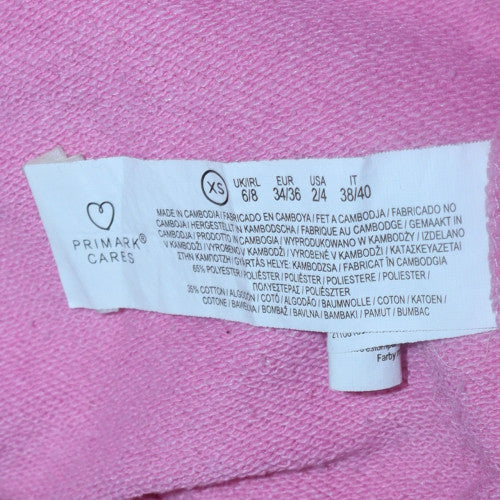 PRIMARK®
CARES
XS
UK/IRL EUR USA IT
6/8 34/36 2/4 38/40
MADE IN CAMBODIA / FABRICADO EN CAMBOYA / FET A CAMBODJA / FABRICADO NO
CAMBOJA / HERGESTELLT IN KAMBODSCHA / FABRIQUE AU CAMBODGE / GEMAAKT IN
CAMBODJA / PRODOTTO IN CAMBOGIA / WYPRODUKOWANO W KAMBODŻY / IZDELANO
V KAMBODŽI / VYROBENO V KAMBODŽI / VYROBENÉ V KAMBODŽI / ΚΑΤΑΣΚΕΥΑΖΕΤΑΙ
ΣΤΗΝ ΚΑΜΠΟΤΖΗ / GYÁRTÁS HELYE: KAMBODZSA / FABRICAT ÎN CAMBODGIA
65% POLYESTER / POLIÉSTER / POLIÈSTER / POLIESTERE / POLIESTER /
ΠΟΛΥΕΣΤΕΡΑΣ / POLIÉSZTER
35% COTTON / ALGODÓN / COTÓ / ALGODÃO / BAUMWOLLE / COTON / KATOEN /
COTONE / BAWEŁNA / BOMBAŽ / BAVLNA / ΒΑΜΒΑΚΙ / PAMUT / BUMBAC
Farby